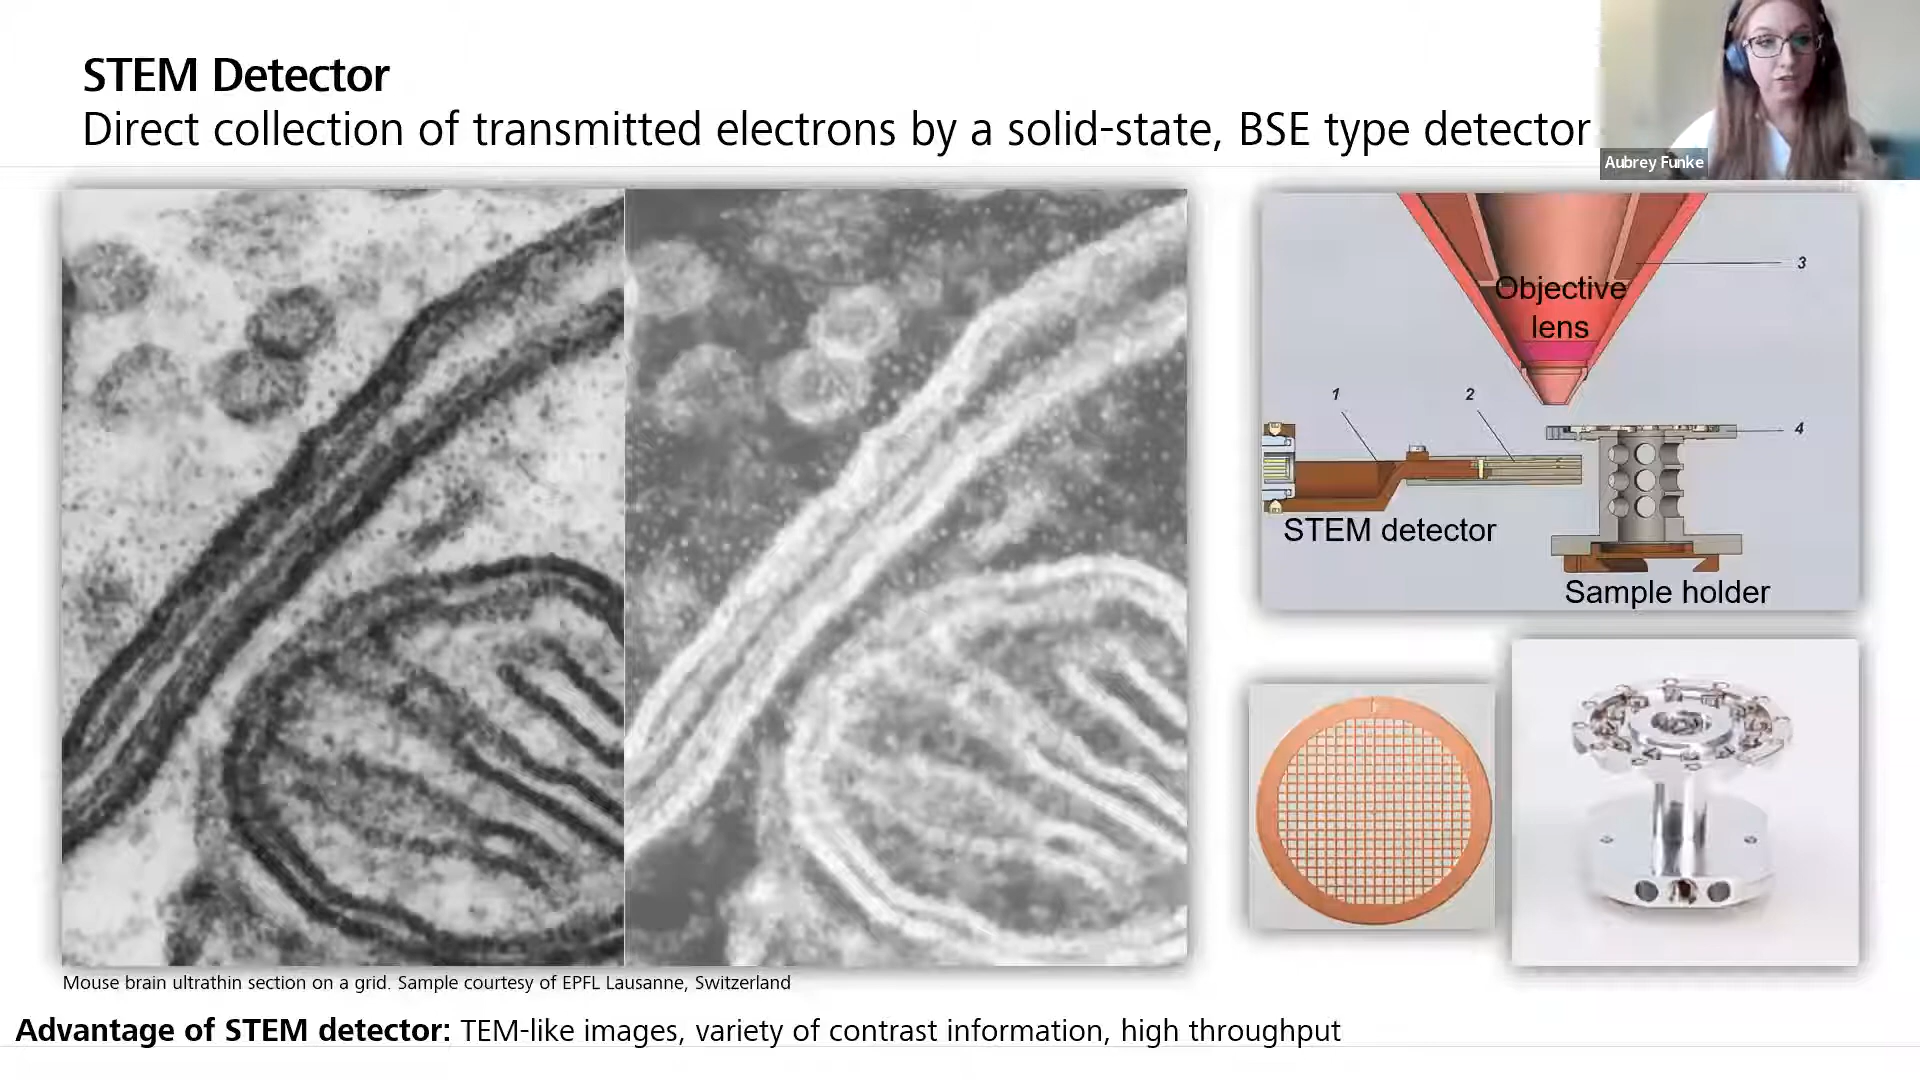 STEM Detector
Direct collection of transmitted electrons by a solid-state, BSE type detector
Aubrey Funke
3
Objective
lens
1
2
4
STEM detector
Sample holder
Mouse brain ultrathin section on a grid. Sample courtesy of EPFL Lausanne, Switzerland
Advantage of STEM detector: TEM-like images, variety of contrast information, high throughput